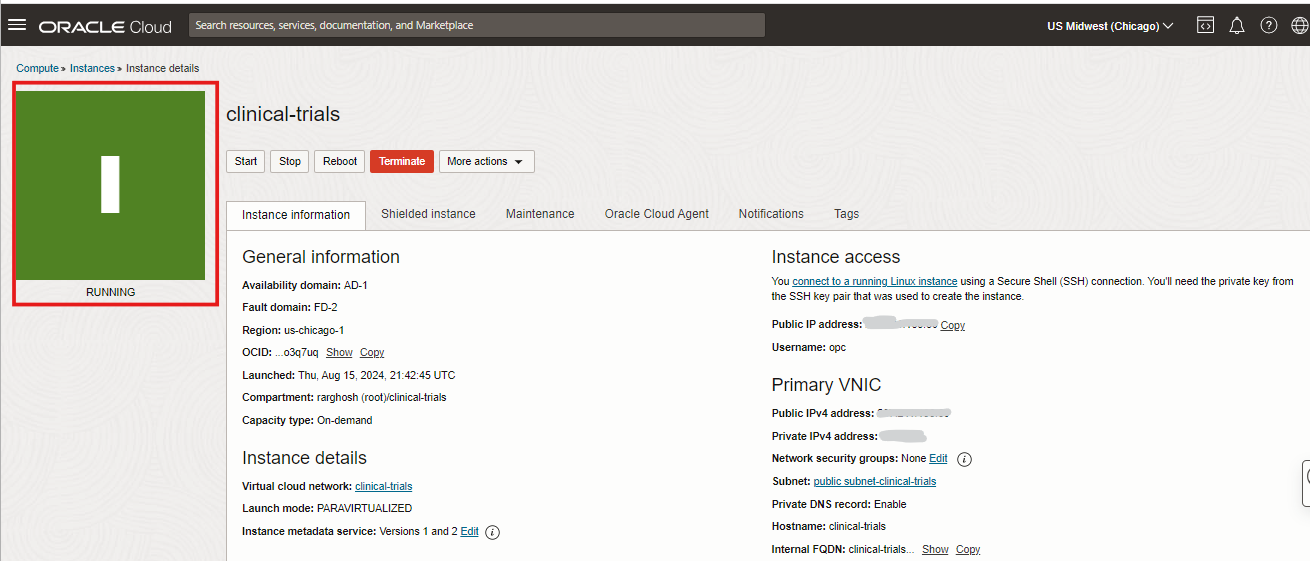 ORACLE Cloud
Search resources, services, documentation, and Marketplace
US Midwest (Chicago)
Compute » Instances » Instance details
I
RUNNING
clinical-trials
Start Stop Reboot Terminate More actions
Instance information Shielded instance Maintenance Oracle Cloud Agent Notifications Tags
General information
Availability domain: AD-1
Fault domain: FD-2
Region: us-chicago-1
OCID: ...o3q7uq Show Copy
Launched: Thu, Aug 15, 2024, 21:42:45 UTC
Compartment: rarghosh (root)/clinical-trials
Capacity type: On-demand
Instance details
Virtual cloud network: clinical-trials
Launch mode: PARAVIRTUALIZED
Instance metadata service: Versions 1 and 2 Edit
Instance access
You connect to a running Linux instance using a Secure Shell (SSH) connection. You'll need the private key from
the SSH key pair that was used to create the instance.
Public IP address: Copy
Username: opc
Primary VNIC
Public IPv4 address:
Private IPv4 address:
Network security groups: None Edit
Subnet: public subnet-clinical-trials
Private DNS record: Enable
Hostname: clinical-trials
Internal FQDN: clinical-trials... Show Copy